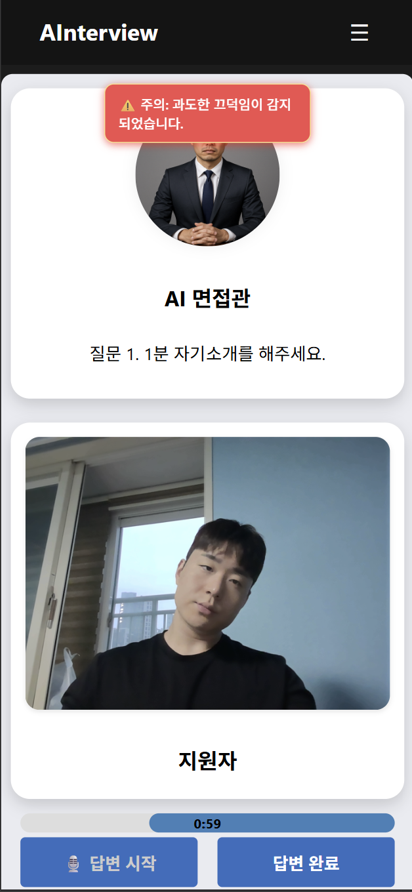 AInterview
⚠️ 주의: 과도한 끄덕임이 감지
되었습니다.
AI 면접관
질문 1. 1분 자기소개를 해주세요.
지원자
0:59
🎙️ 답변 시작
답변 완료